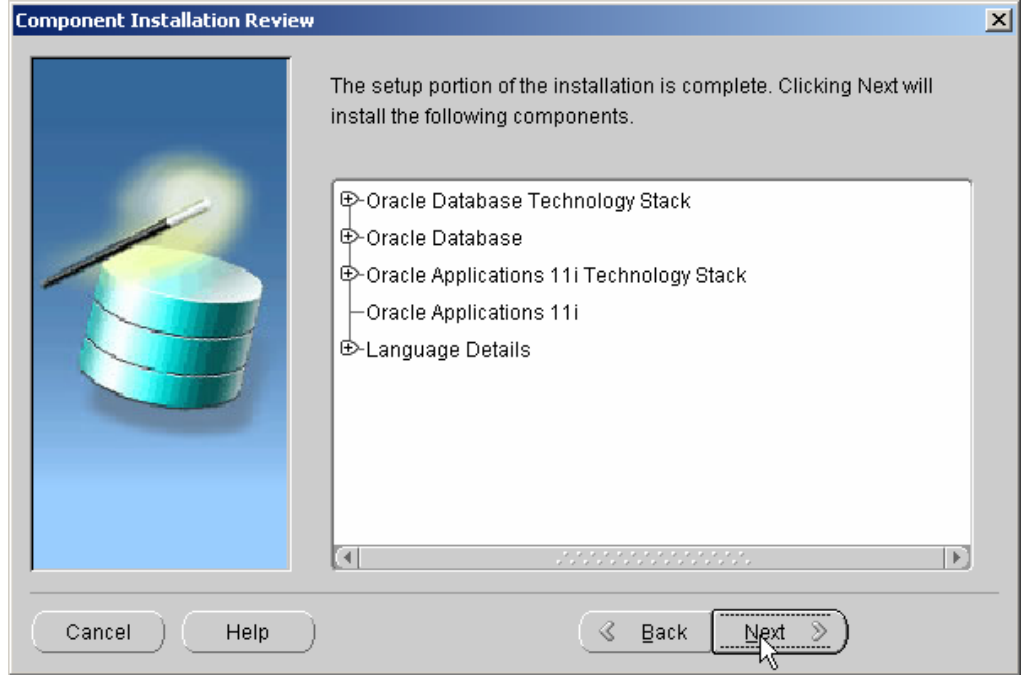 Component Installation Review
The setup portion of the installation is complete. Clicking Next will
install the following components.
Oracle Database Technology Stack
Oracle Database
Oracle Applications 11i Technology Stack
Oracle Applications 11i
Language Details
Cancel
Help
Back
Next